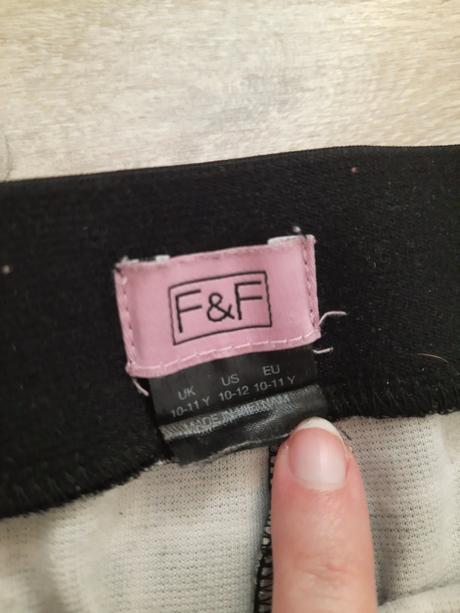 F&F
UK US EU
10-11 Y 10-12 10-11 Y
MADE IN VIETNAM